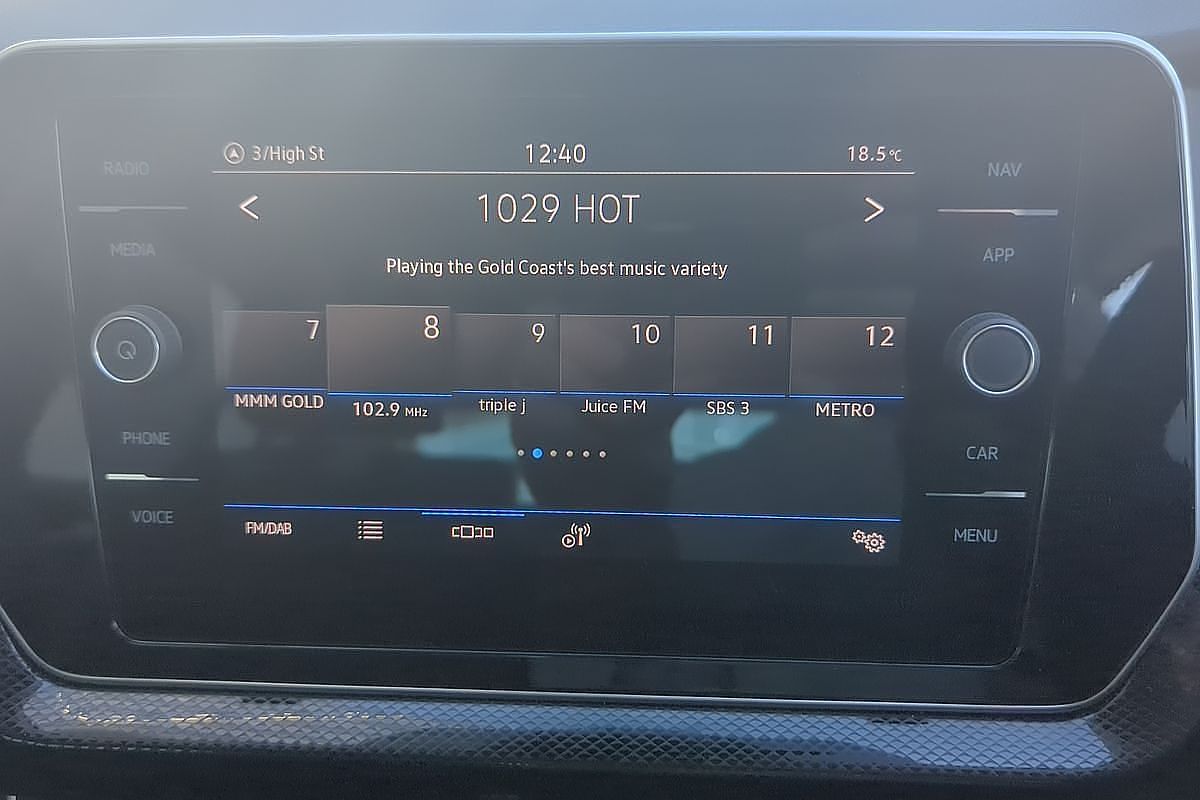 3/High St 12:40 18.5°C
RADIO
NAV
< 1029 HOT >
MEDIA
APP
Playing the Gold Coast's best music variety
7 8 9 10 11 12
MMM GOLD 102.9 MHz triple j Juice FM SBS 3 METRO
PHONE
CAR
VOICE
FM/DAB
MENU